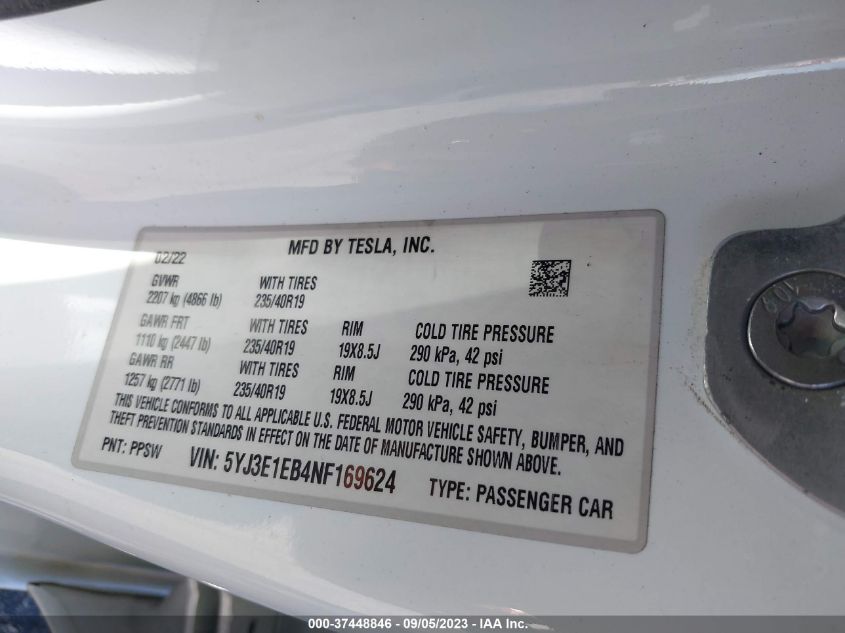 MFD BY TESLA, INC.
02/22
GVWR WITH TIRES
2207 kg (4866 lb) 235/40R19
GAWR FRT WITH TIRES RIM COLD TIRE PRESSURE
1110 kg (2447 lb) 235/40R19 19X8.5J 290 kPa, 42 psi
GAWR RR WITH TIRES RIM COLD TIRE PRESSURE
1257 kg (2771 lb) 235/40R19 19X8.5J 290 kPa, 42 psi
THIS VEHICLE CONFORMS TO ALL APPLICABLE U.S. FEDERAL MOTOR VEHICLE SAFETY, BUMPER, AND
THEFT PREVENTION STANDARDS IN EFFECT ON THE DATE OF MANUFACTURE SHOWN ABOVE.
PNT: PPSW VIN: 5YJ3E1EB4NF169624 TYPE: PASSENGER CAR
000-37448846 - 09/05/2023 - IAA Inc.